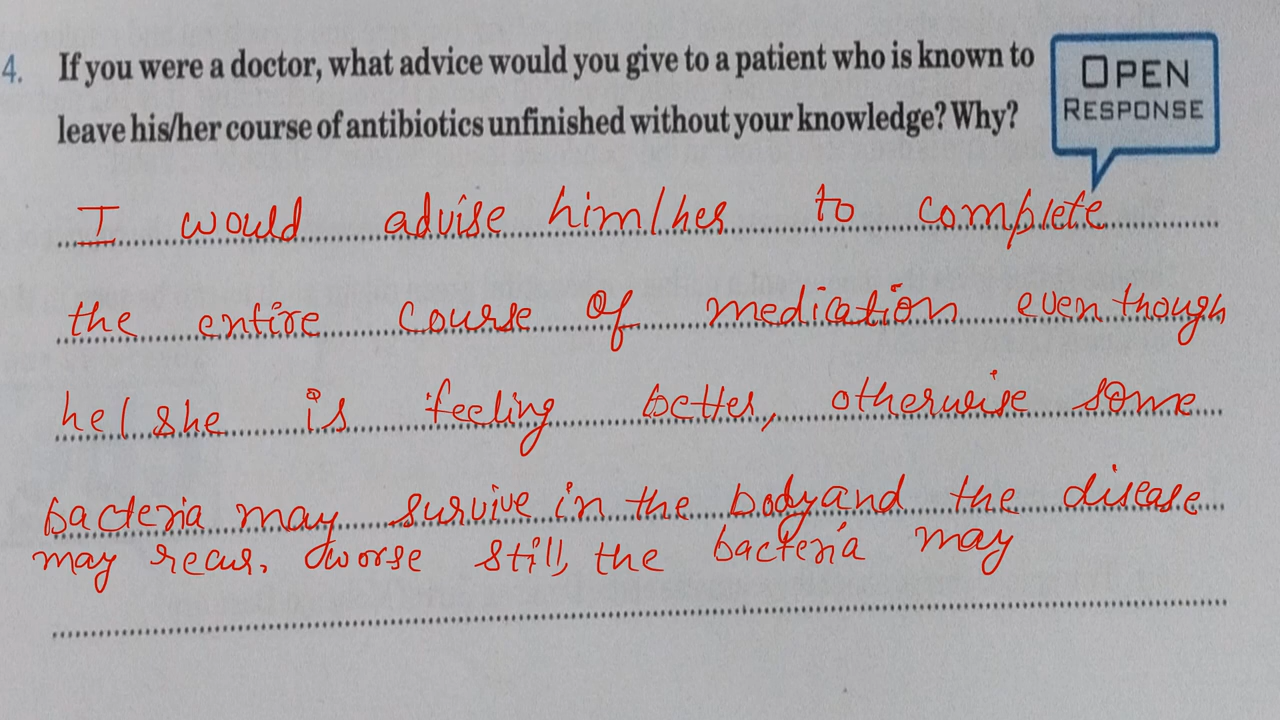 4. If you were a doctor, what advice would you give to a patient who is known to
leave his/her course of antibiotics unfinished without your knowledge? Why?
OPEN
RESPONSE
I would advise him/her to complete
the entire course of medication even though
he/she is feeling better, otherwise some
bacteria may survive in the body and the disease
may recur. Worse still, the bacteria may